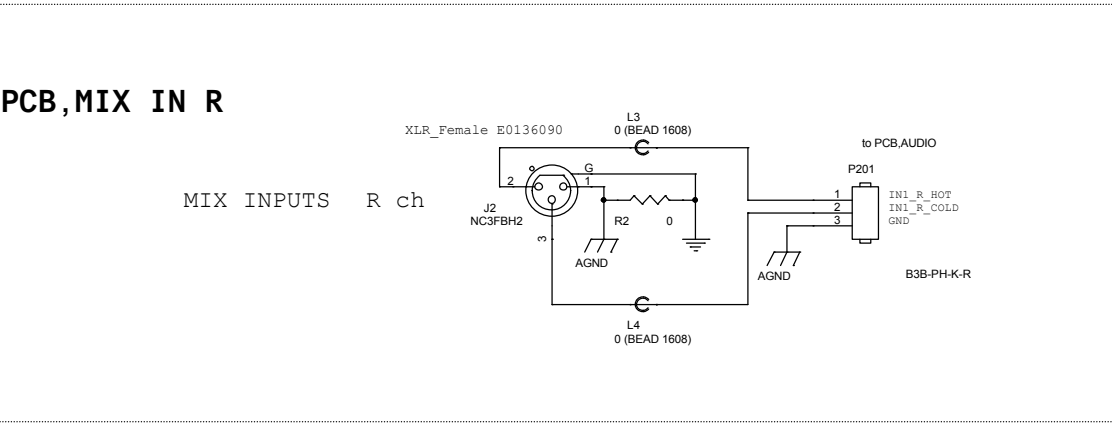 PCB,MIX IN R
L3
0 (BEAD 1608)
XLR_Female E0136090
to PCB,AUDIO
P201
G
2
1
1
IN1_R_HOT
MIX INPUTS R ch
2
IN1_R_COLD
J2
NC3FBH2
R2
0
3
GND
3
AGND
AGND
B3B-PH-K-R
L4
0 (BEAD 1608)